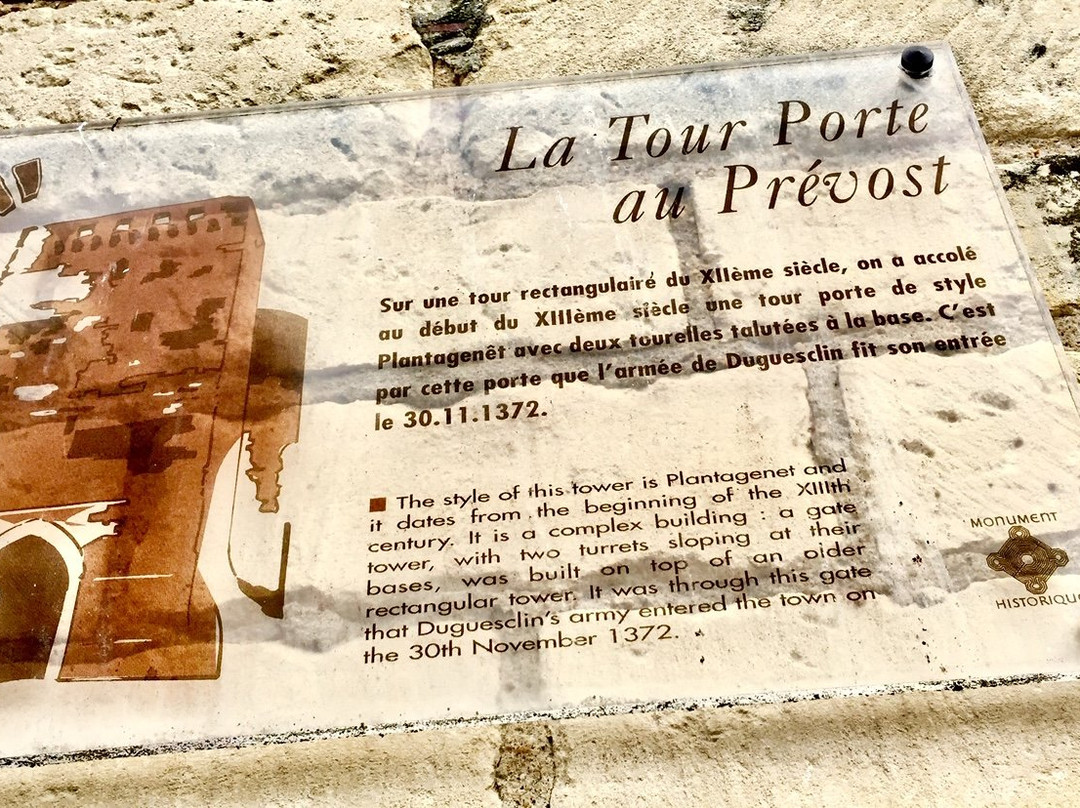 La Tour Porte
au Prévost
Sur une tour rectangulaire du XIIème siècle, on a accolé
au début du XIIIème siècle une tour porte de style
Plantagenêt avec deux tourelles talutées à la base. C'est
par cette porte que l'armée de Duguesclin fit son entrée
le 30.11.1372.
The style of this tower is Plantagenet and
it dates from the beginning of the XIIIth
century. It is a complex building : a gate
tower, with two turrets sloping at their
bases, was built on top of an older
rectangular tower. It was through this gate
that Duguesclin's army entered the town on
the 30th November 1372.
MONUMENT
HISTORIQUE